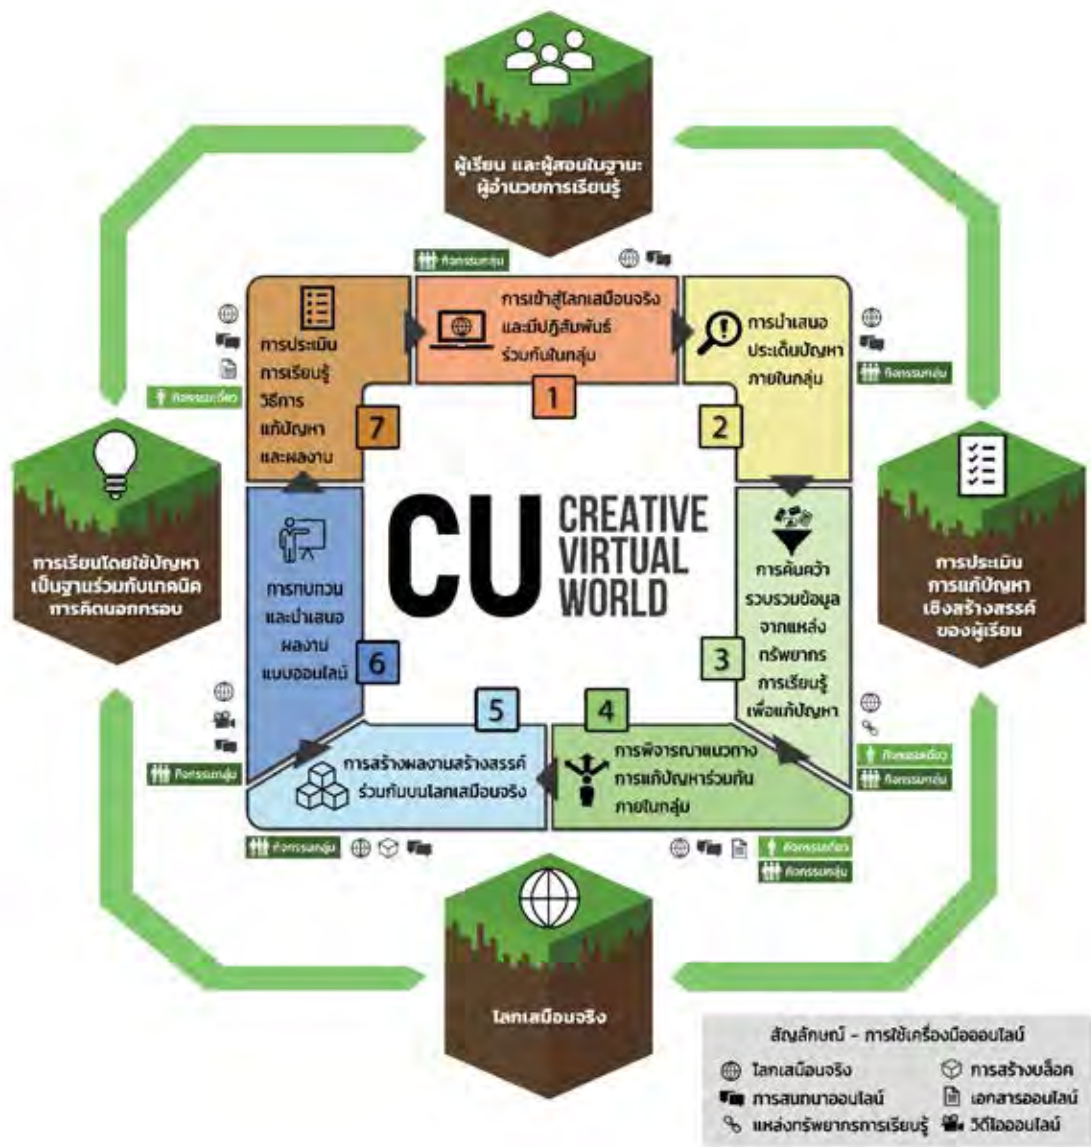 ผู้เรียน และผู้สอนในฐานะ
ผู้อำนวยการเรียนรู้
กิจกรรมกลุ่ม
การเข้าสู่โลกเสมือนจริง
และมีปฏิสัมพันธ์
ร่วมกันในกลุ่ม
1
การนำเสนอ
ประเด็นปัญหา
ภายในกลุ่ม
2
กิจกรรมกลุ่ม
การประเมิน
การเรียนรู้
วิธีการ
แก้ปัญหา
และผลงาน
7
กิจกรรมเดี่ยว
การเรียนโดยใช้ปัญหา
เป็นฐานร่วมกับเทคนิค
การคิดนอกกรอบ
CU CREATIVE
VIRTUAL
WORLD
การประเมิน
การแก้ปัญหา
เชิงสร้างสรรค์
ของผู้เรียน
การค้นคว้า
รวบรวมข้อมูล
จากแหล่ง
ทรัพยากร
การเรียนรู้
เพื่อแก้ปัญหา
3
กิจกรรมเดี่ยว
กิจกรรมกลุ่ม
การทบทวน
และนำเสนอ
ผลงาน
แบบออนไลน์
6
กิจกรรมกลุ่ม
5
การสร้างผลงานสร้างสรรค์
ร่วมกันบนโลกเสมือนจริง
กิจกรรมกลุ่ม
4
การพิจารณาแนวทาง
การแก้ปัญหาร่วมกัน
ภายในกลุ่ม
กิจกรรมเดี่ยว
กิจกรรมกลุ่ม
โลกเสมือนจริง
สัญลักษณ์ - การใช้เครื่องมือออนไลน์
โลกเสมือนจริง
การสร้างบล็อค
การสนทนาออนไลน์
เอกสารออนไลน์
แหล่งทรัพยากรการเรียนรู้
วิดีโอออนไลน์